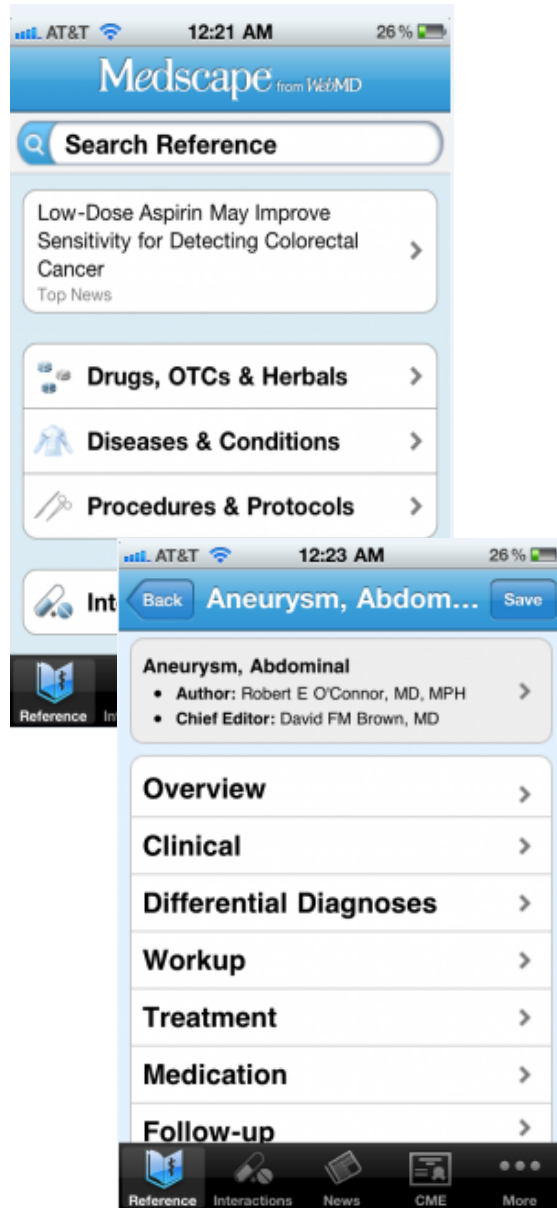 AT&T 12:21 AM 26%
Medscape from WebMD
Search Reference
Low-Dose Aspirin May Improve
Sensitivity for Detecting Colorectal
Cancer
Top News
Drugs, OTCs & Herbals
Diseases & Conditions
Procedures & Protocols
Int
Reference In
AT&T 12:23 AM 26%
Back Aneurysm, Abdom... Save
Aneurysm, Abdominal
• Author: Robert E O'Connor, MD, MPH
• Chief Editor: David FM Brown, MD
Overview
Clinical
Differential Diagnoses
Workup
Treatment
Medication
Follow-up
Reference Interactions News CME More